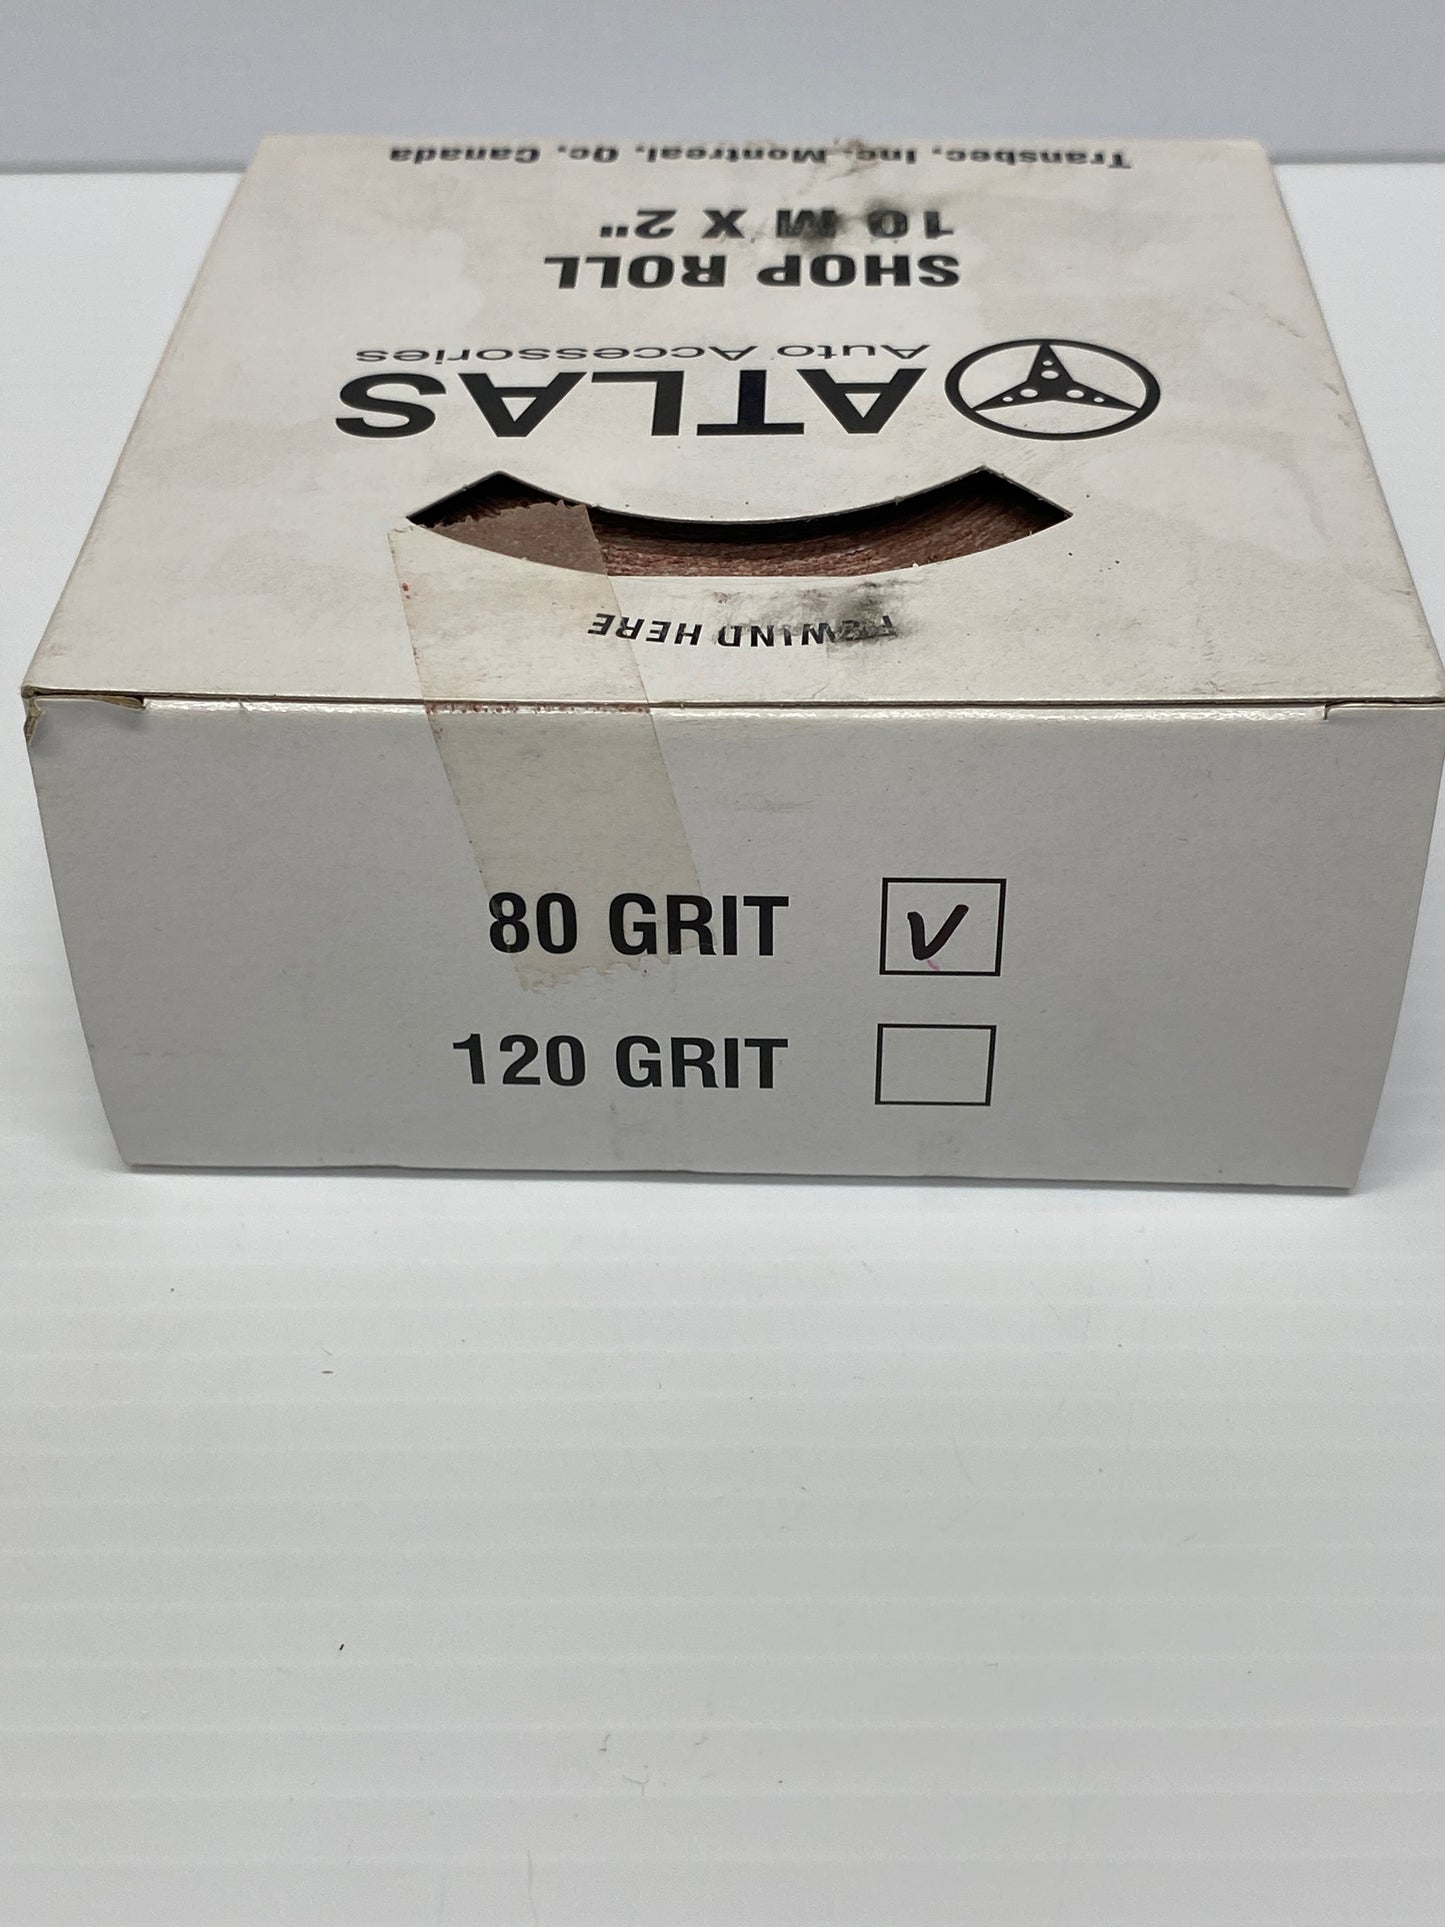 Transbec, Inc. Montreal, Qc, Canada
10 M X 2"
SHOP ROLL
Auto Accessories
ATLAS
REWIND HERE
80 GRIT V
120 GRIT